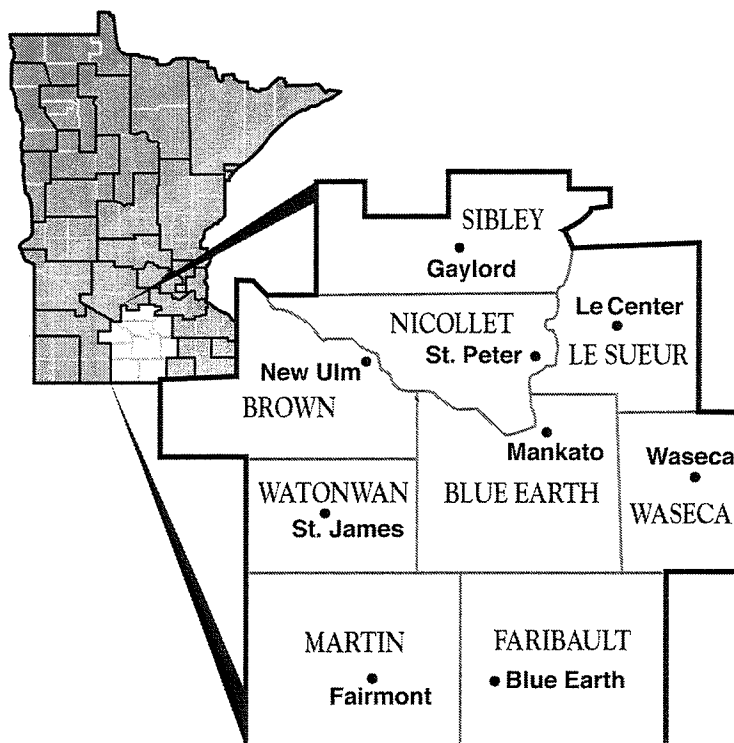 SIBLEY
Gaylord
NICOLLET
St. Peter
Le Center
LE SUEUR
New Ulm
BROWN
Mankato
BLUE EARTH
Waseca
WASECA
WATONWAN
St. James
MARTIN
Fairmont
FARIBAULT
Blue Earth